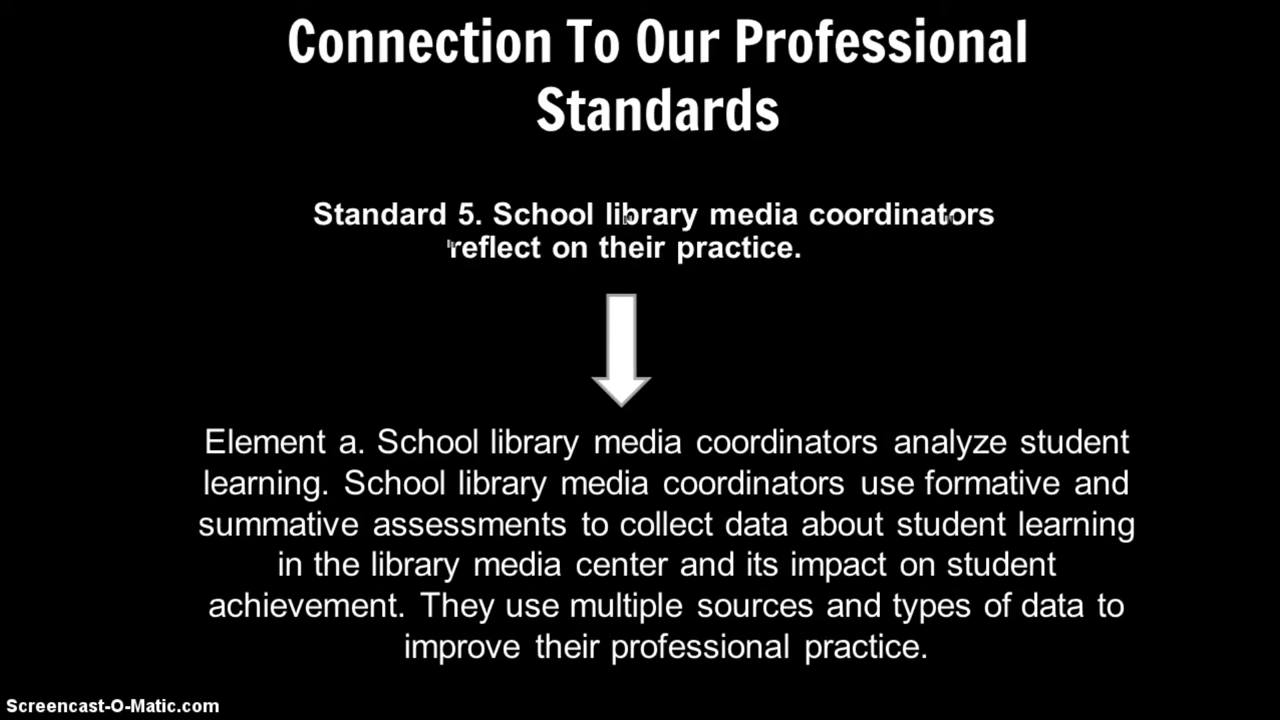 Connection To Our Professional
Standards
Standard 5. School library media coordinators
reflect on their practice.
Element a. School library media coordinators analyze student
learning. School library media coordinators use formative and
summative assessments to collect data about student learning
in the library media center and its impact on student
achievement. They use multiple sources and types of data to
improve their professional practice.
Screencast-O-Matic.com